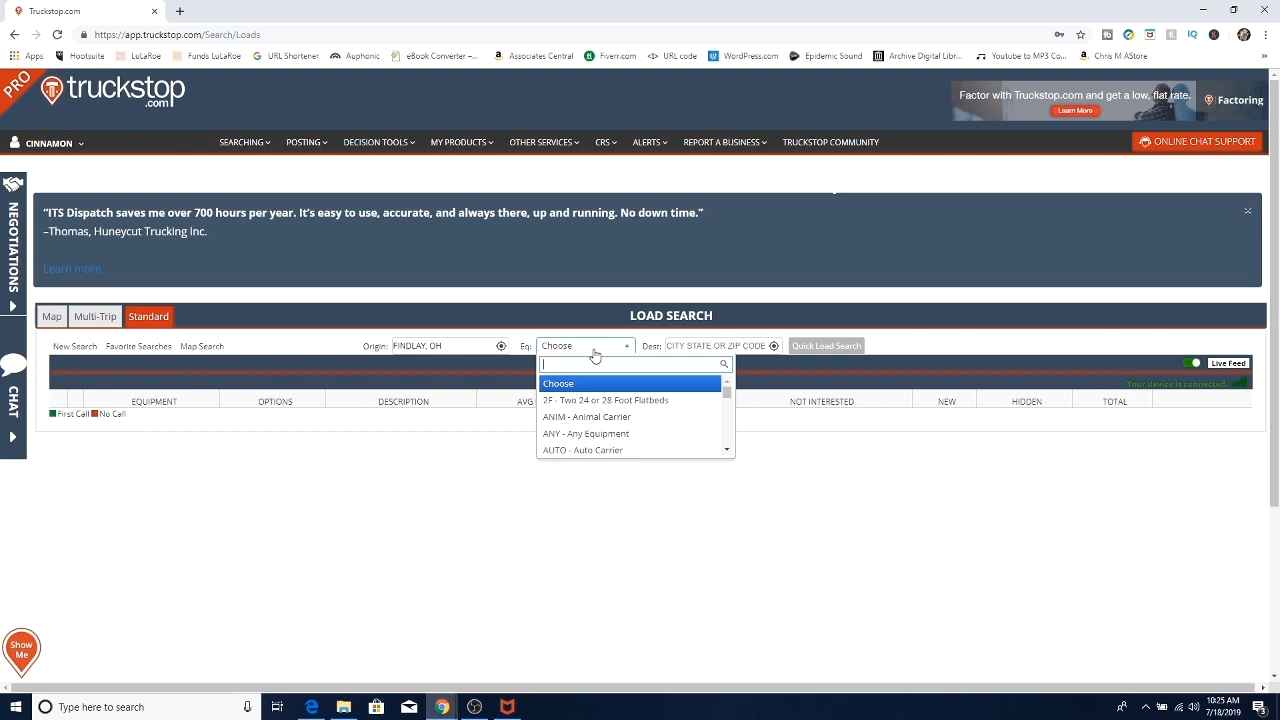 Truckstop.com
https://app.truckstop.com/Search/Loads
Apps Hootsuite LuLaRoe Funds LuLaRoe URL Shortener Auphonic eBook Converter –... Associates Central Fiverr.com URL code WordPress.com Epidemic Sound Archive Digital Libr... Youtube to MP3 Co... Chris M AStore »
PRO
truckstop
.com
Factor with Truckstop.com and get a low, flat rate.
Learn More
Factoring
CINNAMON
SEARCHING POSTING DECISION TOOLS MY PRODUCTS OTHER SERVICES CRS ALERTS REPORT A BUSINESS TRUCKSTOP COMMUNITY
ONLINE CHAT SUPPORT
NEGOTIATIONS
CHAT
“ITS Dispatch saves me over 700 hours per year. It’s easy to use, accurate, and always there, up and running. No down time.”
–Thomas, Huneycut Trucking Inc.
Learn more
Map Multi-Trip Standard LOAD SEARCH
New Search Favorite Searches Map Search Origin: FINDLAY, OH Eq: Choose Dest: CITY STATE OR ZIP CODE Quick Load Search
Live Feed
Your device is connected.
EQUIPMENT OPTIONS DESCRIPTION AVG NOT INTERESTED NEW HIDDEN TOTAL
First Call No Call
Choose
2F - Two 24 or 28 Foot Flatbeds
ANIM - Animal Carrier
ANY - Any Equipment
AUTO - Auto Carrier
Show
Me
Type here to search
10:25 AM
7/18/2019